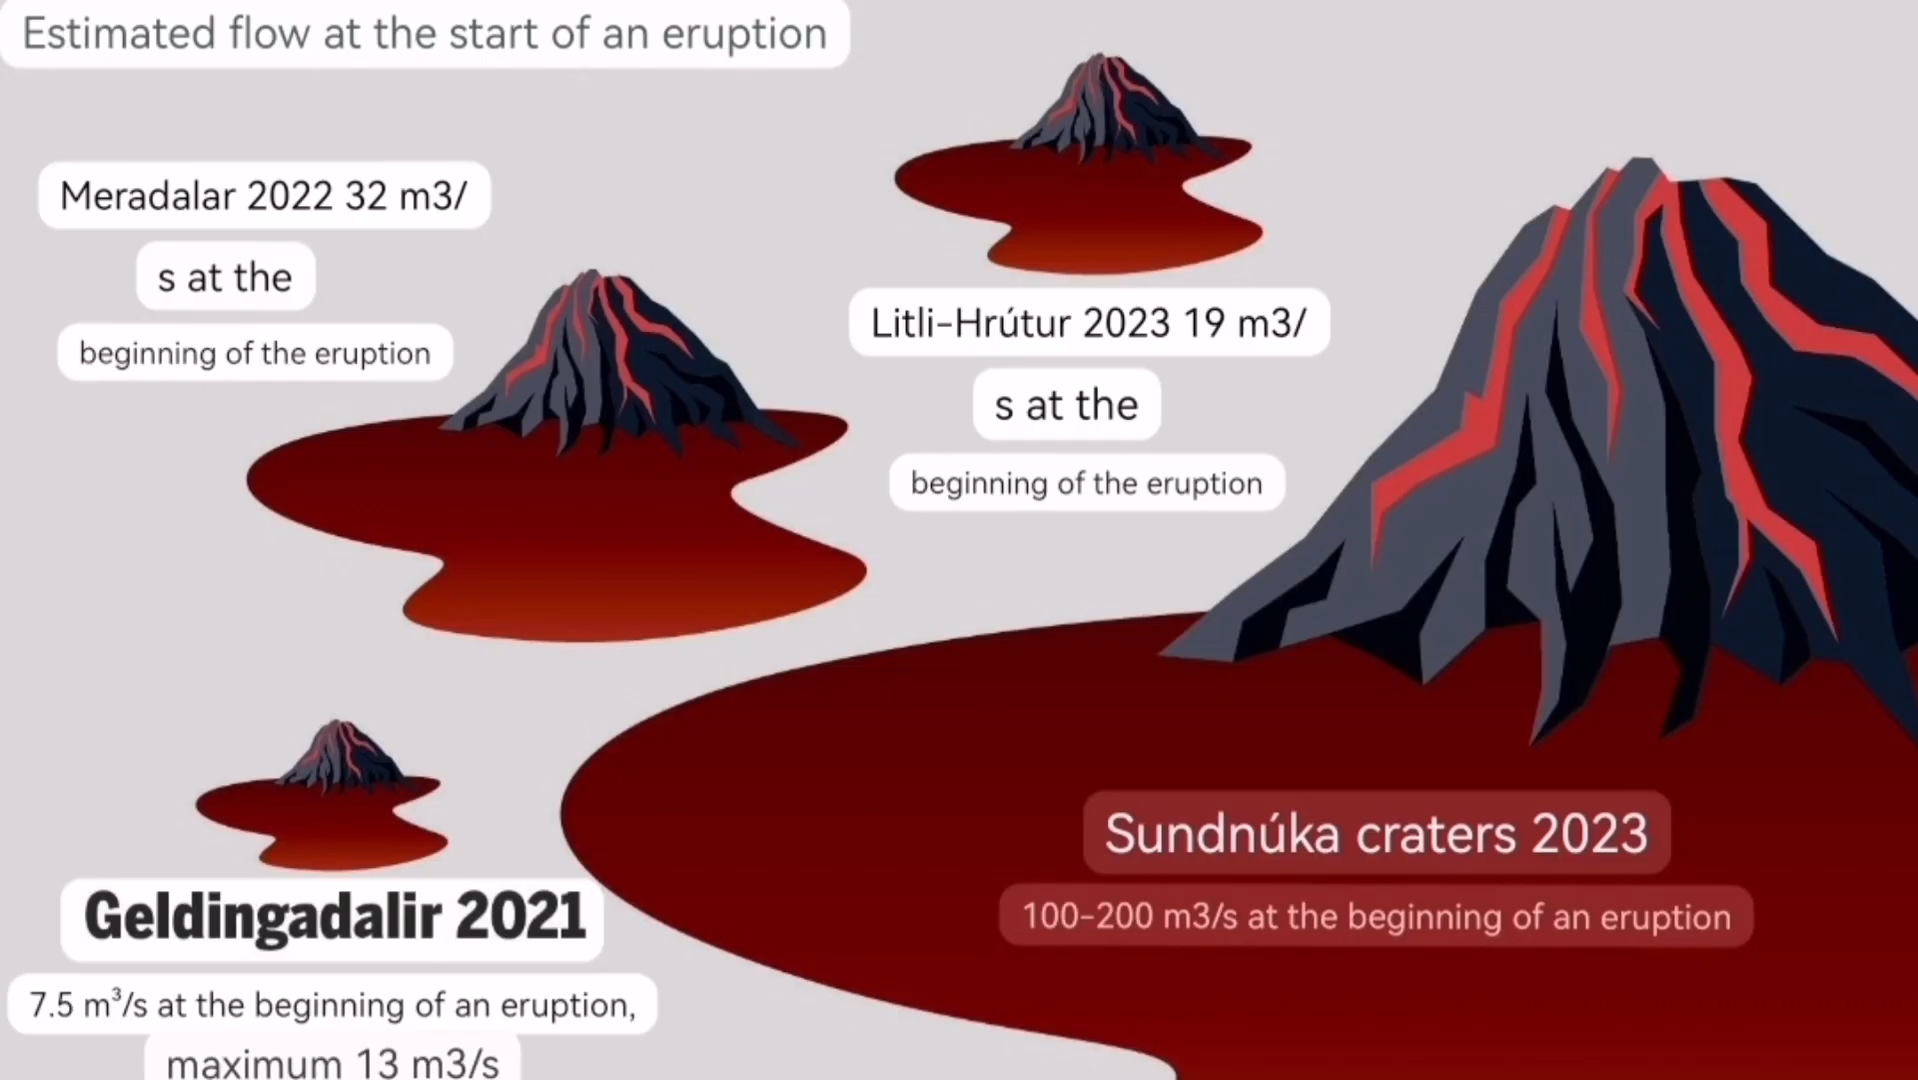 Estimated flow at the start of an eruption
Meradalar 2022 32 m3/
s at the
beginning of the eruption
Litli-Hrútur 2023 19 m3/
s at the
beginning of the eruption
Sundnúka craters 2023
100-200 m3/s at the beginning of an eruption
Geldingadalir 2021
7.5 m³/s at the beginning of an eruption,
maximum 13 m3/s